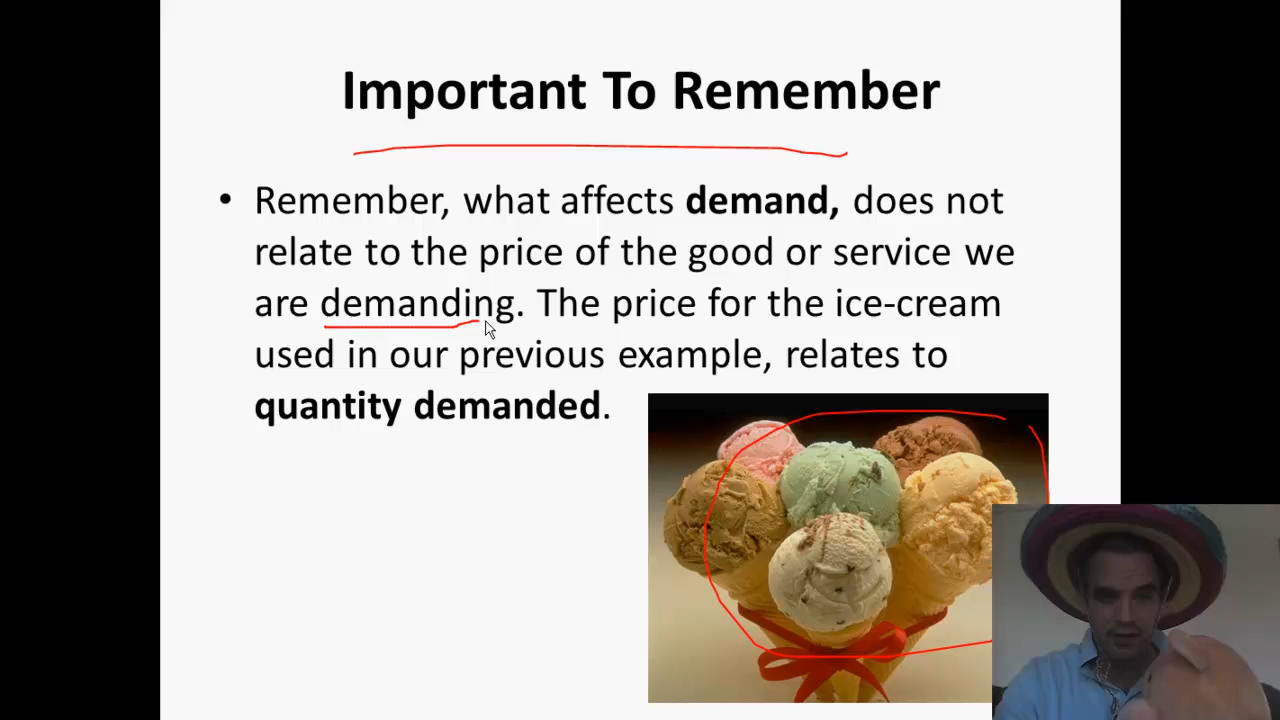 Important To Remember
• Remember, what affects demand, does not
relate to the price of the good or service we
are demanding. The price for the ice-cream
used in our previous example, relates to
quantity demanded.